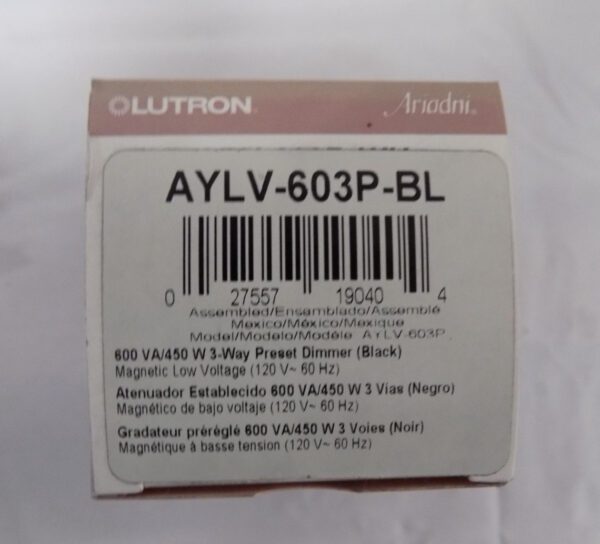 LUTRON® Ariadni®
AYLV-603P-BL
0 27557 19040 4
Assembled/Ensamblado/Assemblé
Mexico/México/Mexique
Model/Modelo/Modèle AYLV-603P
600 VA/450 W 3-Way Preset Dimmer (Black)
Magnetic Low Voltage (120 V~ 60 Hz)
Atenuador Establecido 600 VA/450 W 3 Vias (Negro)
Magnético de bajo voltaje (120 V~ 60 Hz)
Gradateur préréglé 600 VA/450 W 3 Voies (Noir)
Magnétique à basse tension (120 V~ 60 Hz)